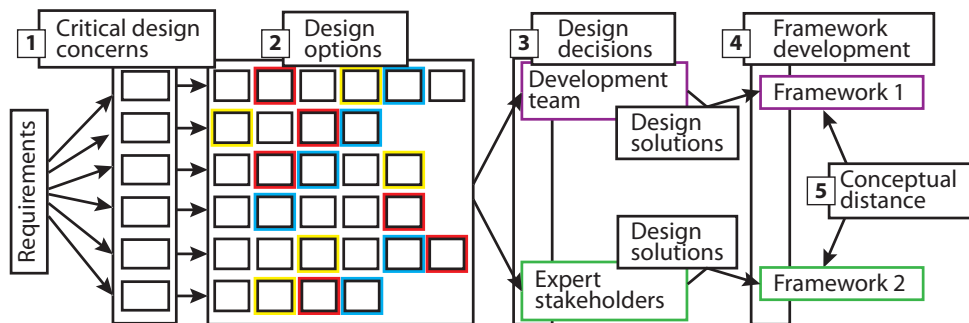 1 Critical design
concerns
2 Design
options
3 Design
decisions
4 Framework
development
Requirements
Development
team
Design
solutions
Framework 1
5 Conceptual
distance
Design
solutions
Expert
stakeholders
Framework 2